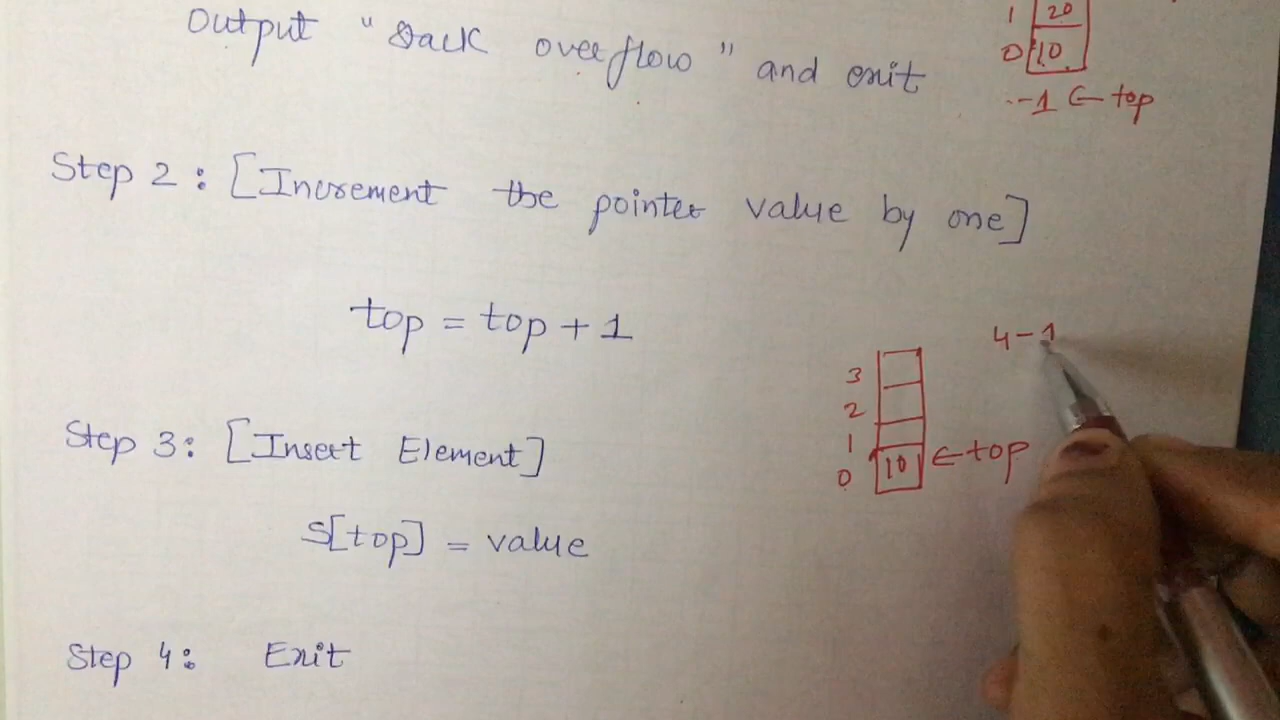 Output "Stack overflow" and exit
1 20
0 10
-1 ← top
Step 2: [Increment the pointer value by one]
top = top + 1
4-1
3
2
1
0 10 ← top
Step 3: [Insert Element]
S[top] = value
Step 4: Exit